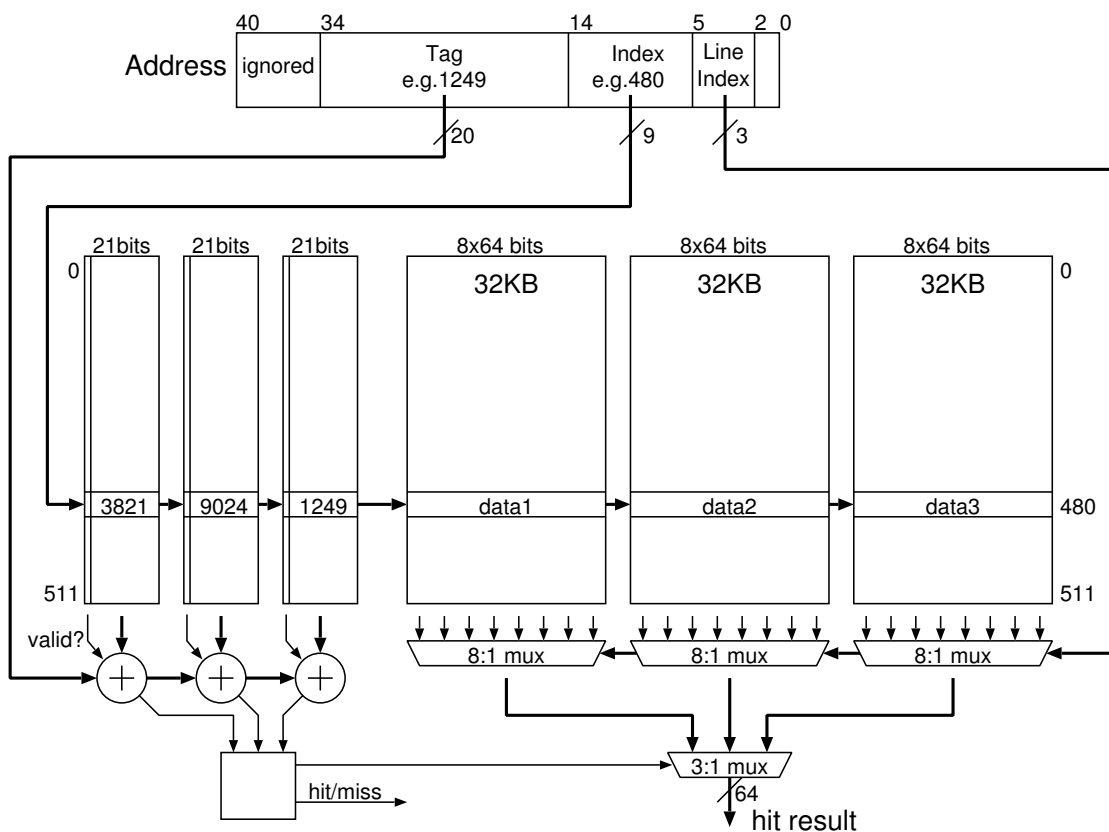 40 34 14 5 2 0
Address ignored Tag Index Line
e.g.1249 e.g.480 Index
20 9 3
21bits 21bits 21bits 8x64 bits 8x64 bits 8x64 bits
0 32KB 32KB 32KB 0
3821 9024 1249 data1 data2 data3 480
511 511
valid?
8:1 mux 8:1 mux 8:1 mux
+ + +
3:1 mux
hit/miss 64
hit result